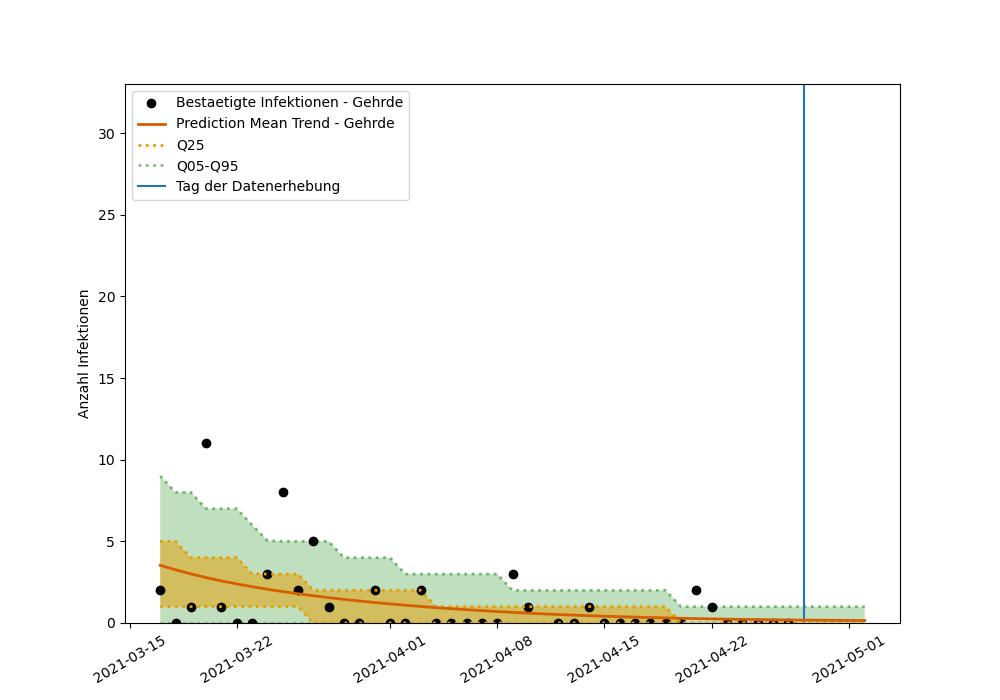 Bestaetigte Infektionen - Gehrde
Prediction Mean Trend - Gehrde
Q25
Q05-Q95
Tag der Datenerhebung
Anzahl Infektionen
30
25
20
15
10
5
0
2021-03-15
2021-03-22
2021-04-01
2021-04-08
2021-04-15
2021-04-22
2021-05-01